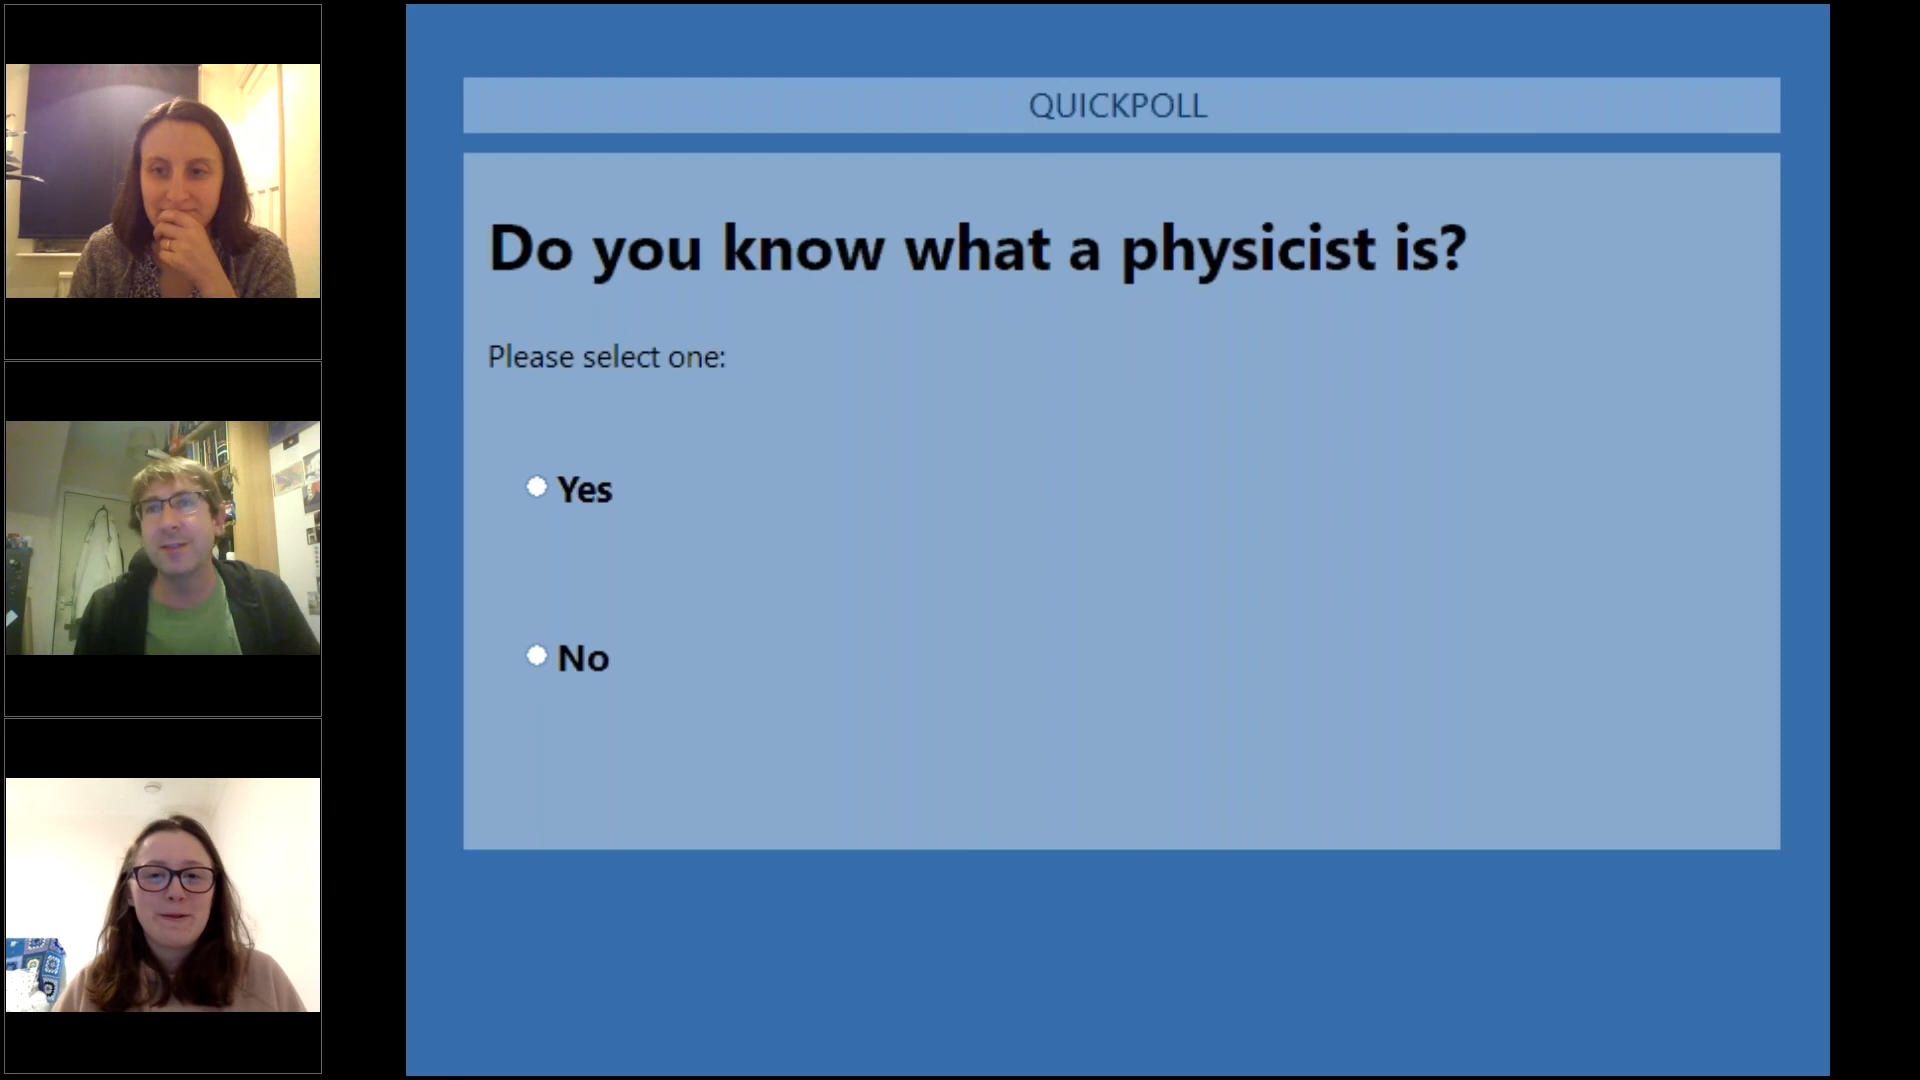 QUICKPOLL
Do you know what a physicist is?
Please select one:
Yes
No